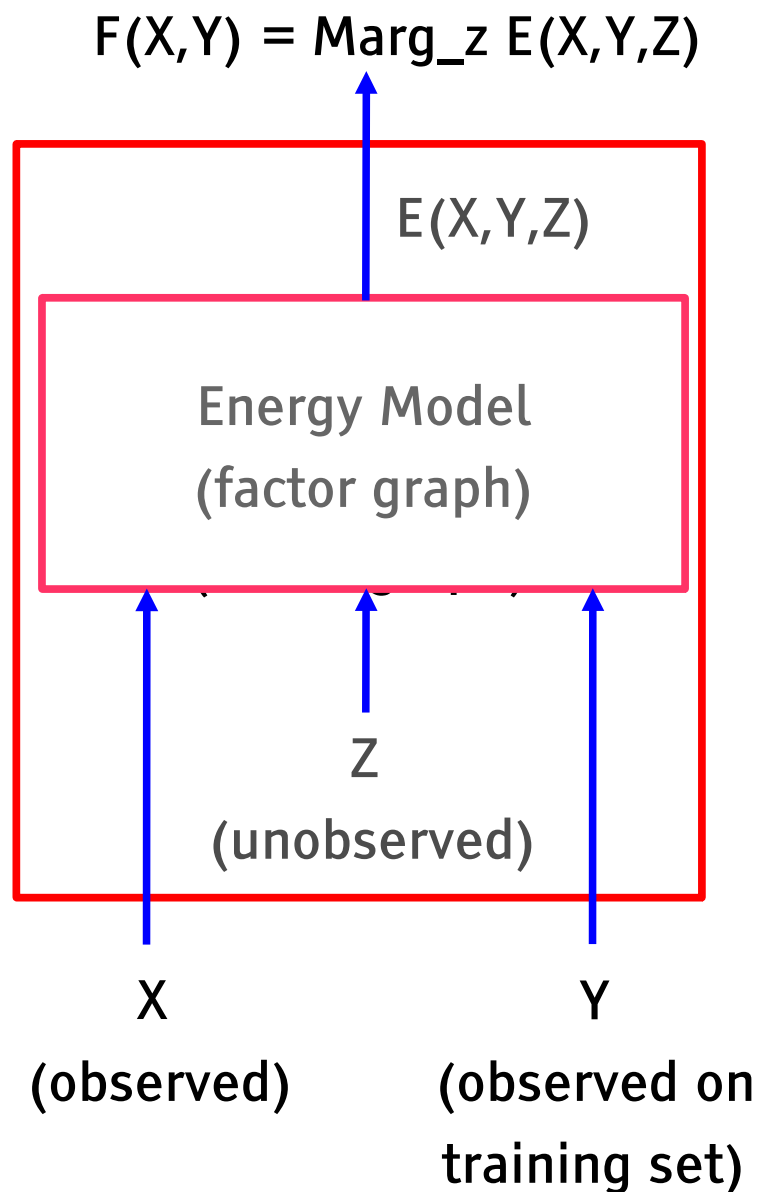 F(X,Y) = Marg_z E(X,Y,Z)
E(X,Y,Z)
Energy Model
(factor graph)
Z
(unobserved)
X
(observed)
Y
(observed on
training set)